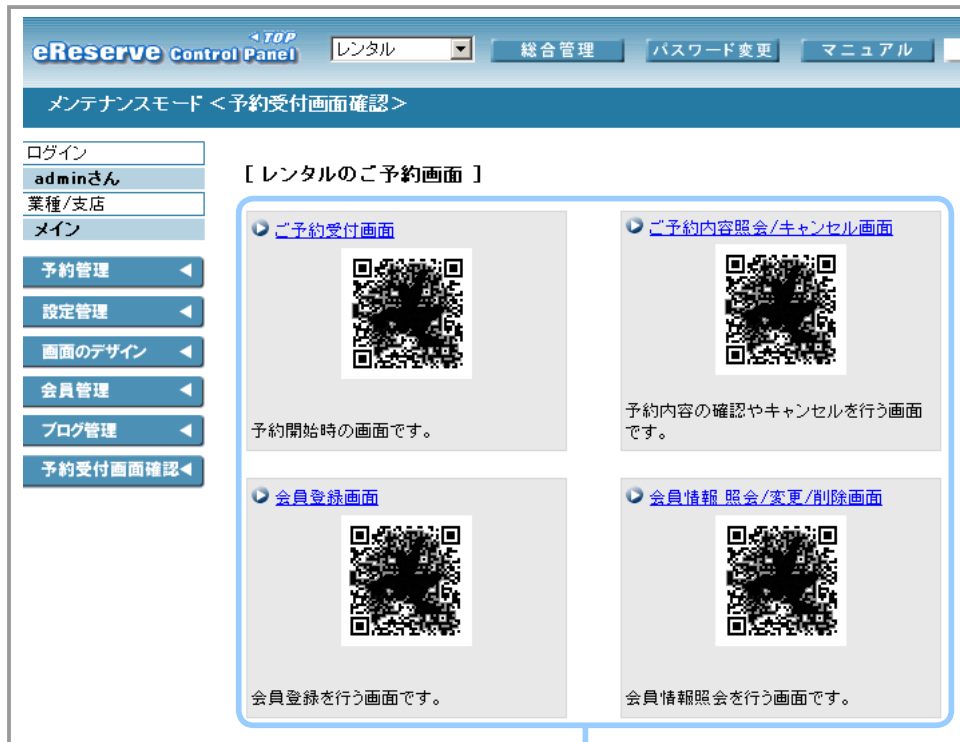 ◀TOP
eReserve Control Panel
レンタル
総合管理
パスワード変更
マニュアル
メンテナンスモード <予約受付画面確認>
ログイン
adminさん
業種/支店
メイン
予約管理
設定管理
画面のデザイン
会員管理
ブログ管理
予約受付画面確認
[ レンタルのご予約画面 ]
ご予約受付画面
予約開始時の画面です。
ご予約内容照会/キャンセル画面
予約内容の確認やキャンセルを行う画面
です。
会員登録画面
会員登録を行う画面です。
会員情報 照会/変更/削除画面
会員情報照会を行う画面です。